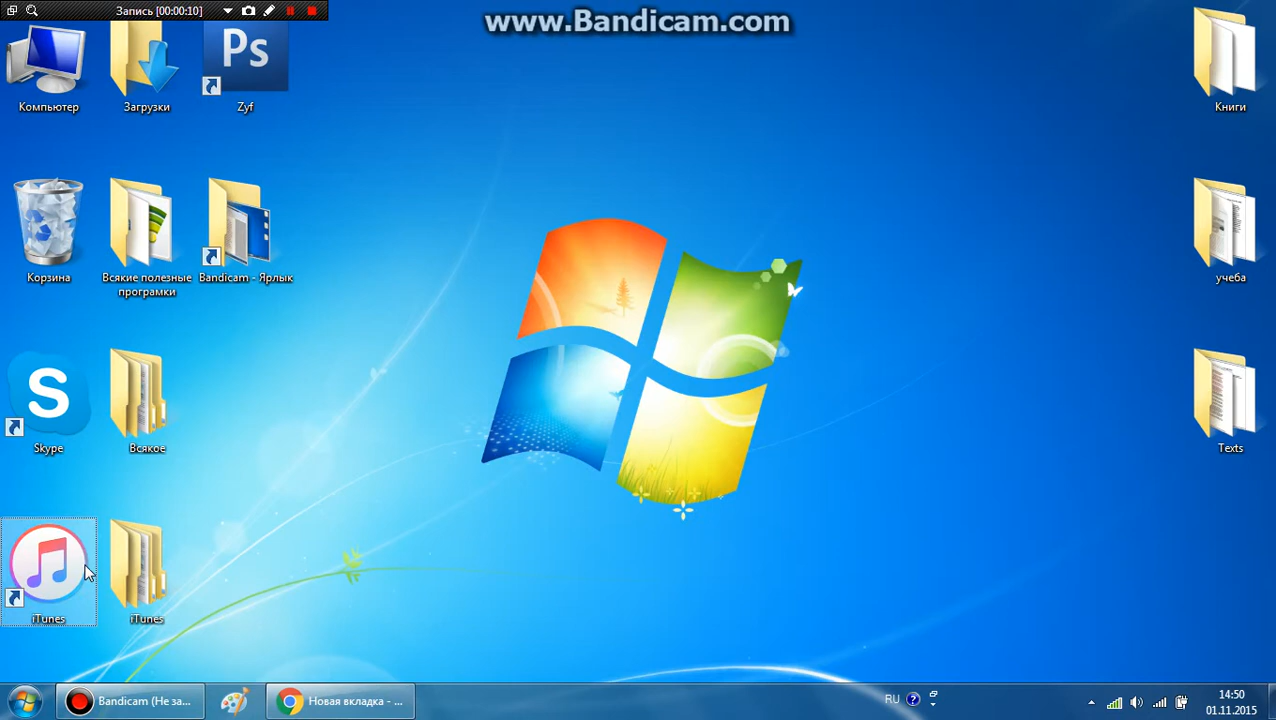 Запись [00:00:10]
www.Bandicam.com
Компьютер
Загрузки
Ps
Zyf
Книги
Корзина
Всякие полезные
програмки
Bandicam - Ярлык
учеба
S
Skype
Всякое
Texts
iTunes
iTunes
Bandicam (Не за...
Новая вкладка - ...
RU
14:50
01.11.2015